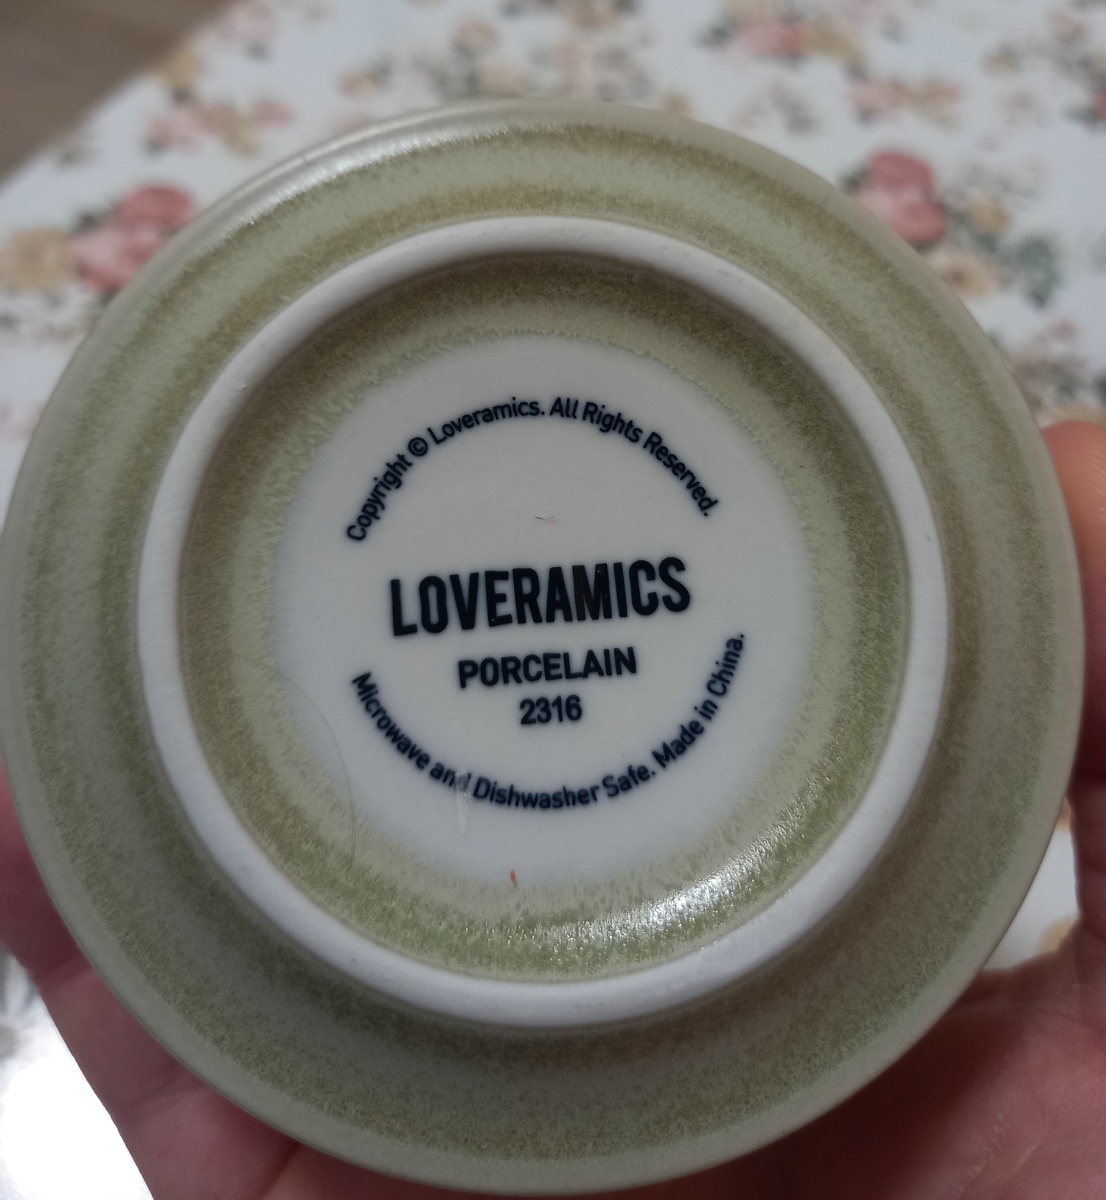 Copyright © Loveramics. All Rights Reserved.
LOVERAMICS
PORCELAIN
2316
Microwave and Dishwasher Safe. Made in China.